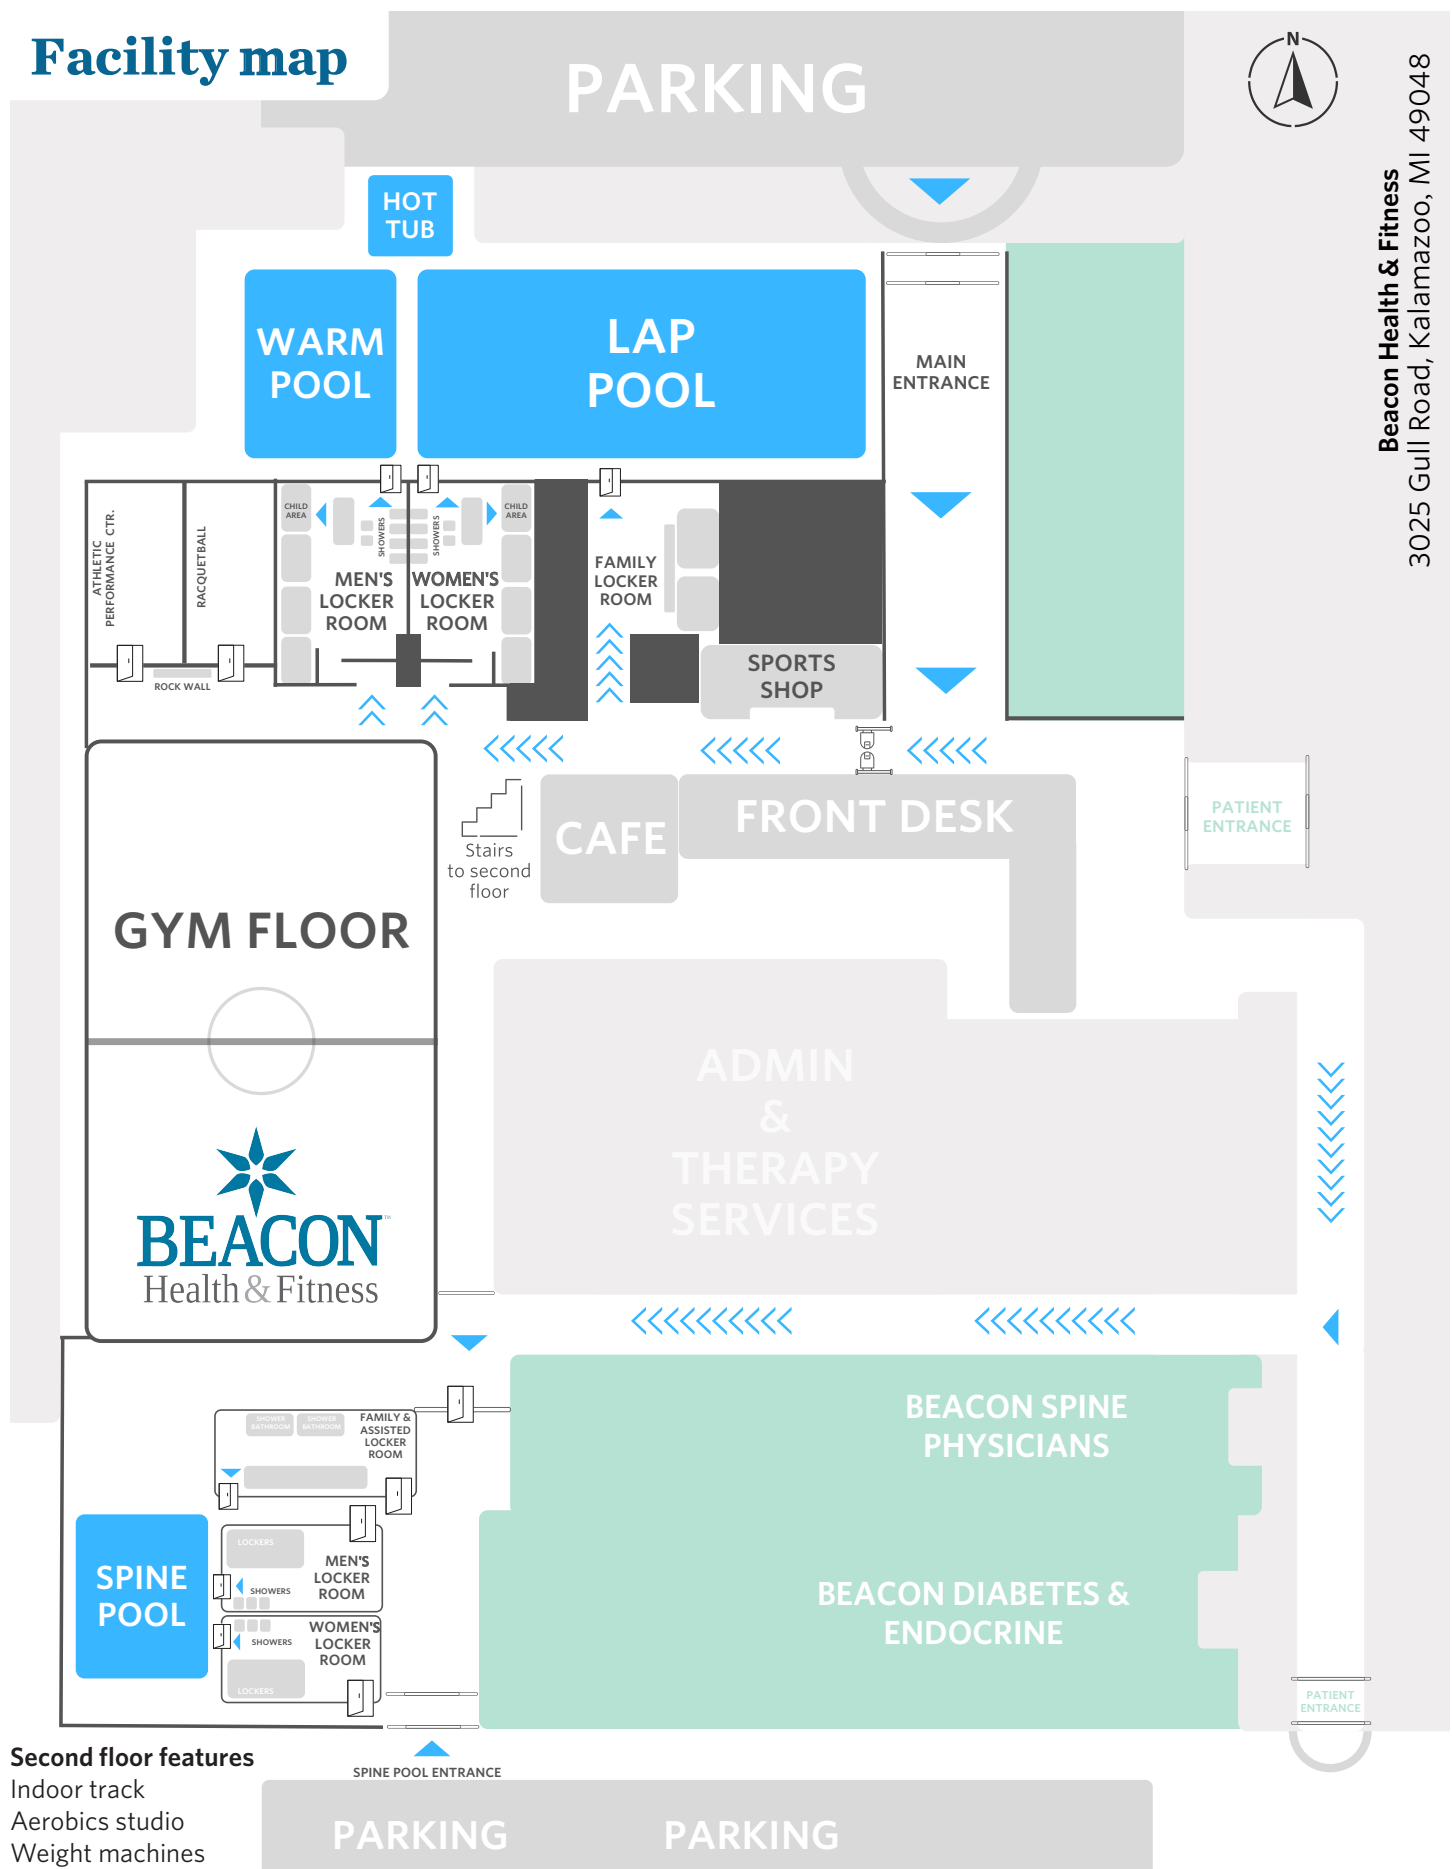 Facility map
PARKING
N
Beacon Health & Fitness
3025 Gull Road, Kalamazoo, MI 49048
HOT
TUB
WARM
POOL
LAP
POOL
MAIN
ENTRANCE
ATHLETIC
PERFORMANCE CTR.
RACQUETBALL
ROCK WALL
CHILD
AREA
SHOWERS
MEN'S
LOCKER
ROOM
SHOWERS
CHILD
AREA
WOMEN'S
LOCKER
ROOM
FAMILY
LOCKER
ROOM
SPORTS
SHOP
Stairs
to second
floor
CAFE
FRONT DESK
PATIENT
ENTRANCE
GYM FLOOR
ADMIN
&
THERAPY
SERVICES
BEACON™
Health & Fitness
BEACON SPINE
PHYSICIANS
BEACON DIABETES &
ENDOCRINE
SHOWER
BATHROOM
SHOWER
BATHROOM
FAMILY &
ASSISTED
LOCKER
ROOM
LOCKERS
MEN'S
LOCKER
ROOM
SHOWERS
SPINE
POOL
WOMEN'S
LOCKER
ROOM
SHOWERS
LOCKERS
PATIENT
ENTRANCE
SPINE POOL ENTRANCE
Second floor features
Indoor track
Aerobics studio
Weight machines
PARKING
PARKING